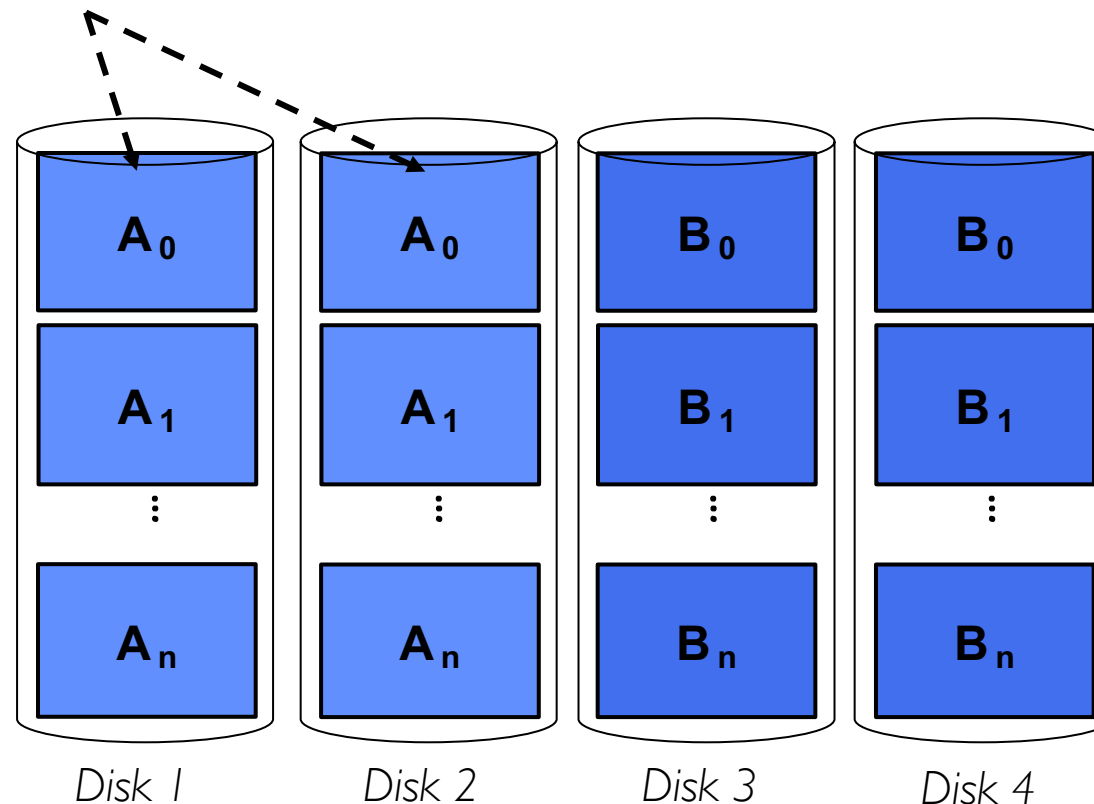 A0 A0 B0 B0
A1 A1 B1 B1
⋮ ⋮ ⋮ ⋮
An An Bn Bn
Disk 1 Disk 2 Disk 3 Disk 4